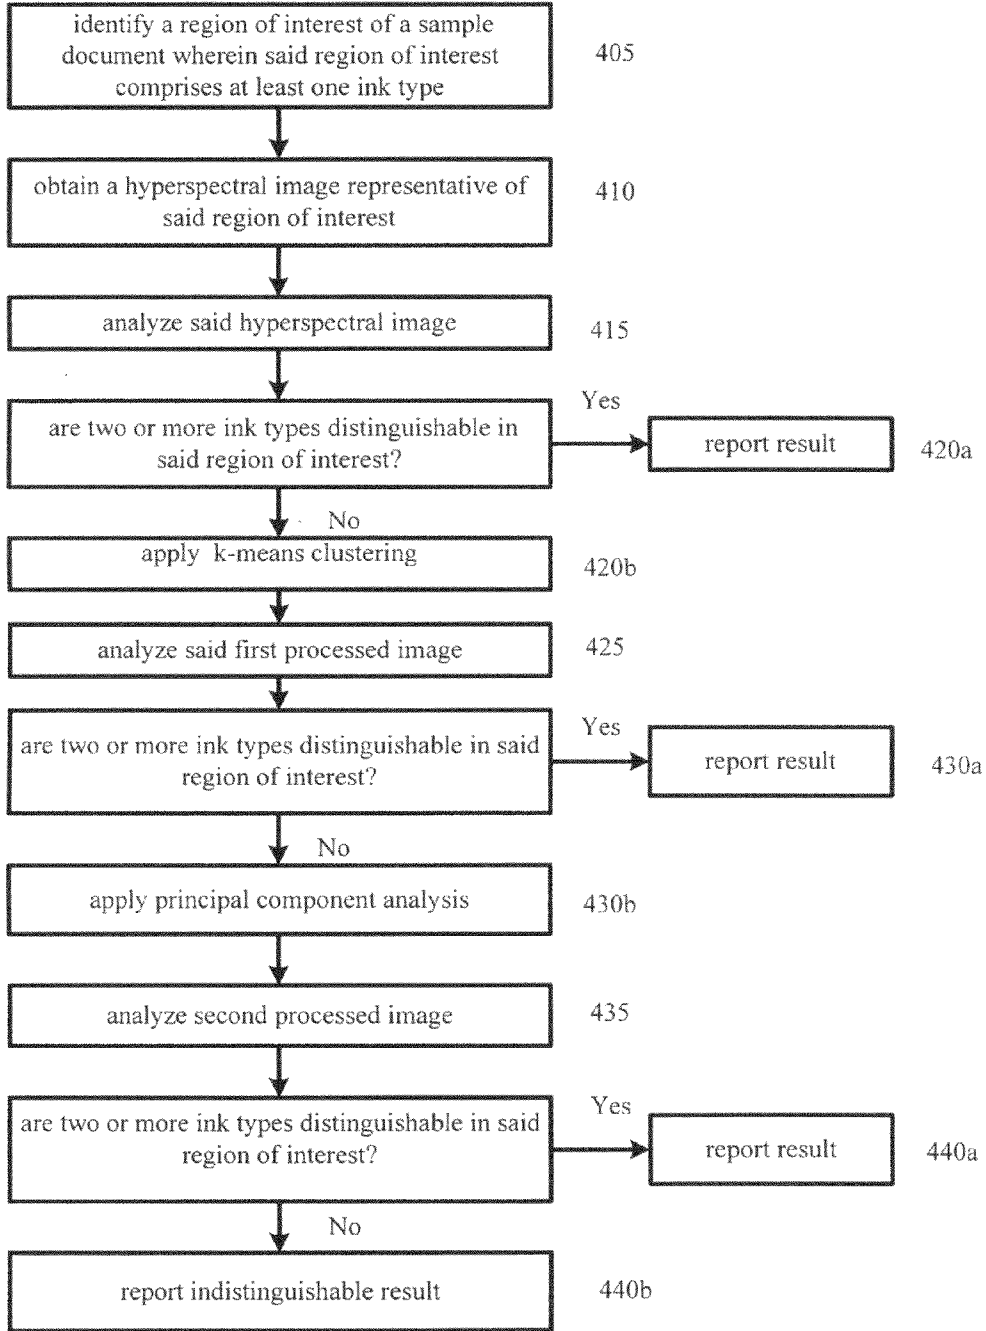 identify a region of interest of a sample
document wherein said region of interest
comprises at least one ink type
405
obtain a hyperspectral image representative of
said region of interest
410
analyze said hyperspectral image
415
are two or more ink types distinguishable in
said region of interest?
Yes
report result
420a
No
apply k-means clustering
420b
analyze said first processed image
425
are two or more ink types distinguishable in said
region of interest?
Yes
report result
430a
No
apply principal component analysis
430b
analyze second processed image
435
are two or more ink types distinguishable in said
region of interest?
Yes
report result
440a
No
report indistinguishable result
440b